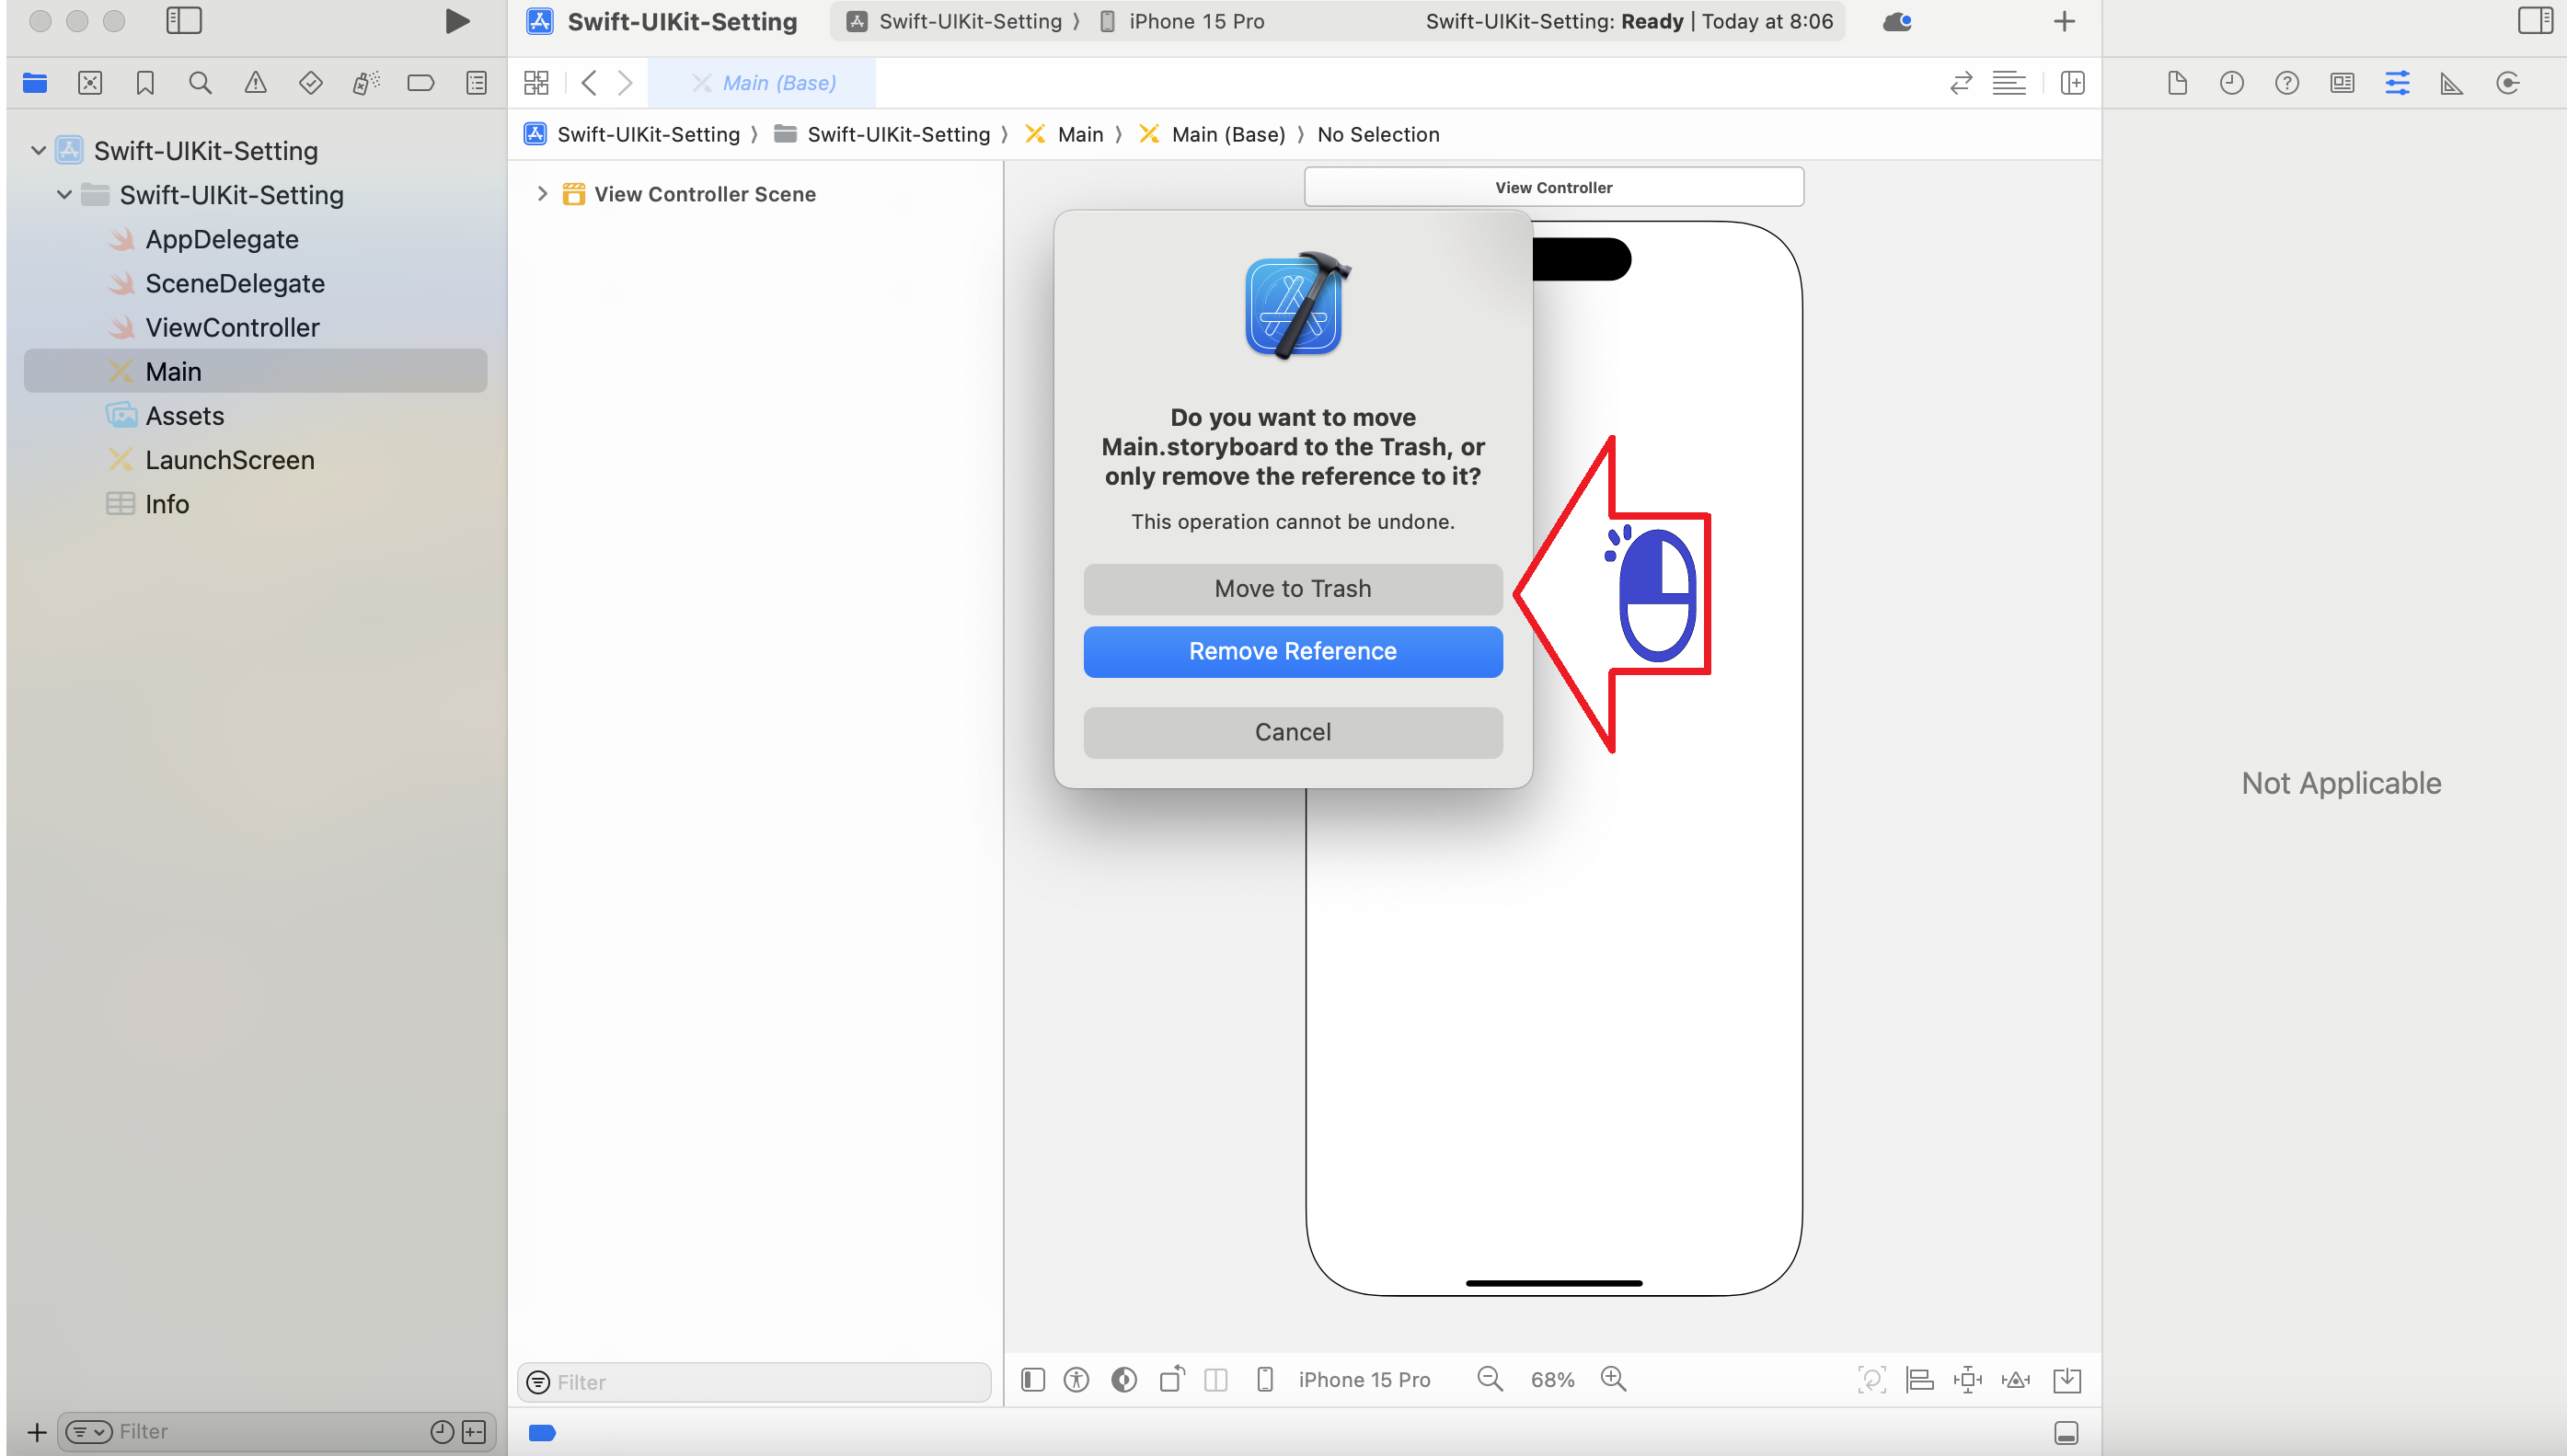 Swift-UIKit-Setting
Swift-UIKit-Setting 〉 iPhone 15 Pro
Swift-UIKit-Setting: Ready | Today at 8:06
Main (Base)
Swift-UIKit-Setting 〉 Swift-UIKit-Setting 〉 Main 〉 Main (Base) 〉 No Selection
Swift-UIKit-Setting
Swift-UIKit-Setting
AppDelegate
SceneDelegate
ViewController
Main
Assets
LaunchScreen
Info
View Controller Scene
View Controller
Do you want to move
Main.storyboard to the Trash, or
only remove the reference to it?
This operation cannot be undone.
Move to Trash
Remove Reference
Cancel
Not Applicable
Filter
iPhone 15 Pro
68%
Filter